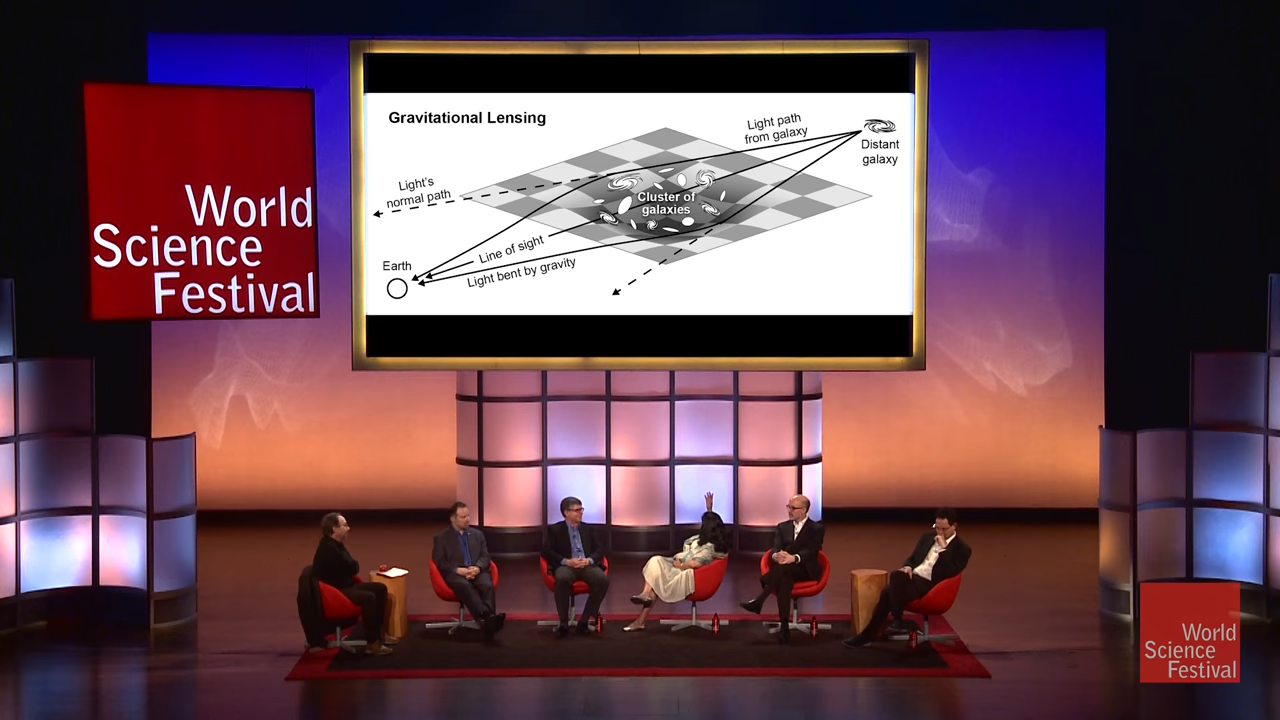 World
Science
Festival
Gravitational Lensing
Light path
from galaxy
Distant
galaxy
Light's
normal path
Cluster of
galaxies
Line of sight
Earth
Light bent by gravity
World
Science
Festival